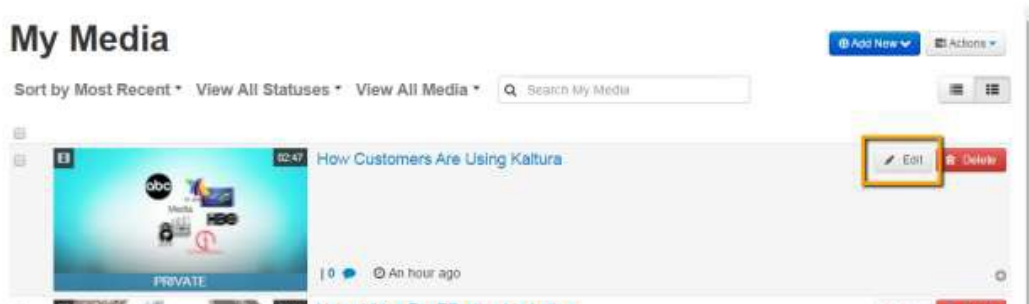 My Media
Add New
Actions
Sort by Most Recent View All Statuses View All Media Search My Media
02:47 How Customers Are Using Kaltura
Edit
Delete
abc
Media
HBO
PRIVATE
| 0 An hour ago